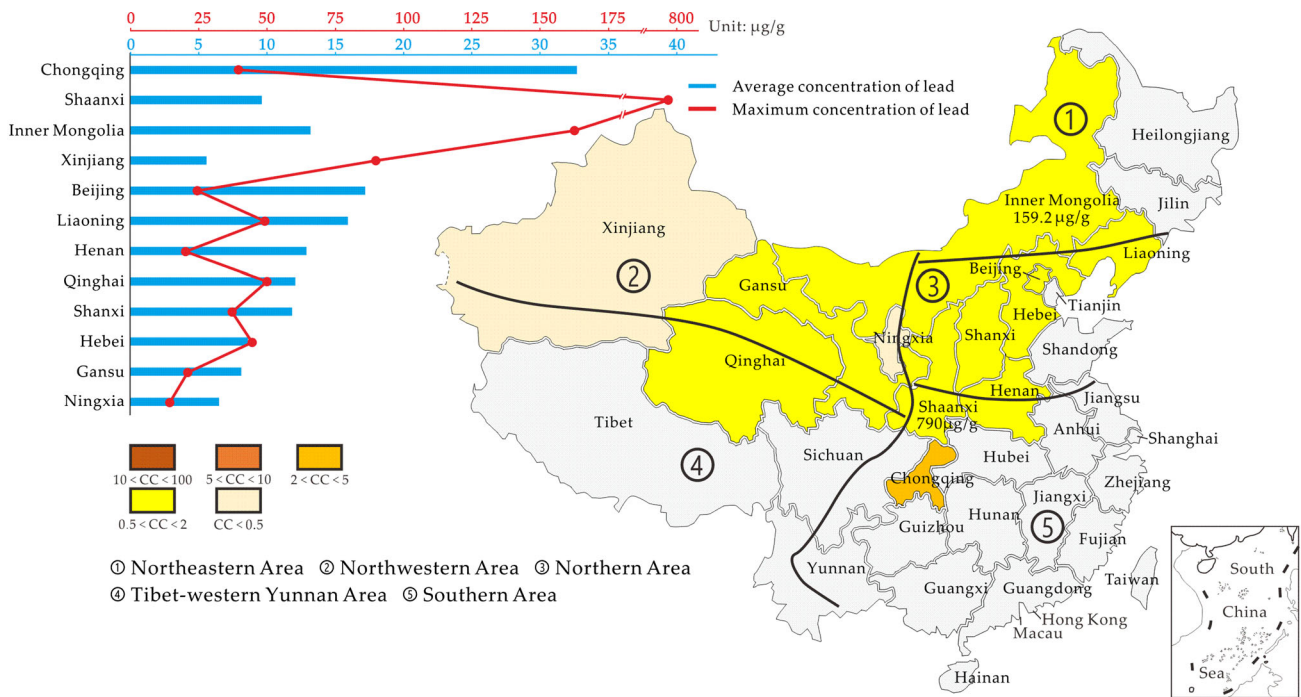 0 25 50 75 100 125 150 175 800 Unit: μg/g
0 5 10 15 20 25 30 35 40
Chongqing
Shaanxi
Inner Mongolia
Xinjiang
Beijing
Liaoning
Henan
Qinghai
Shanxi
Hebei
Gansu
Ningxia
Average concentration of lead
Maximum concentration of lead
10 < CC < 100
5 < CC < 10
2 < CC < 5
0.5 < CC < 2
CC < 0.5
① Northeastern Area ② Northwestern Area ③ Northern Area
④ Tibet-western Yunnan Area ⑤ Southern Area
①
Heilongjiang
Inner Mongolia
159.2 μg/g
Jilin
Xinjiang
②
Liaoning
Gansu
③
Beijing
Tianjin
Hebei
Ningxia
Shanxi
Shandong
Qinghai
Henan
Shaanxi
790μg/g
Jiangsu
Tibet
Anhui
Shanghai
④
Sichuan
Hubei
Chongqing
Zhejiang
Jiangxi
Hunan
⑤
Guizhou
Fujian
Yunnan
Taiwan
Guangxi
Guangdong
Hong Kong
Macau
Hainan
South
China
Sea